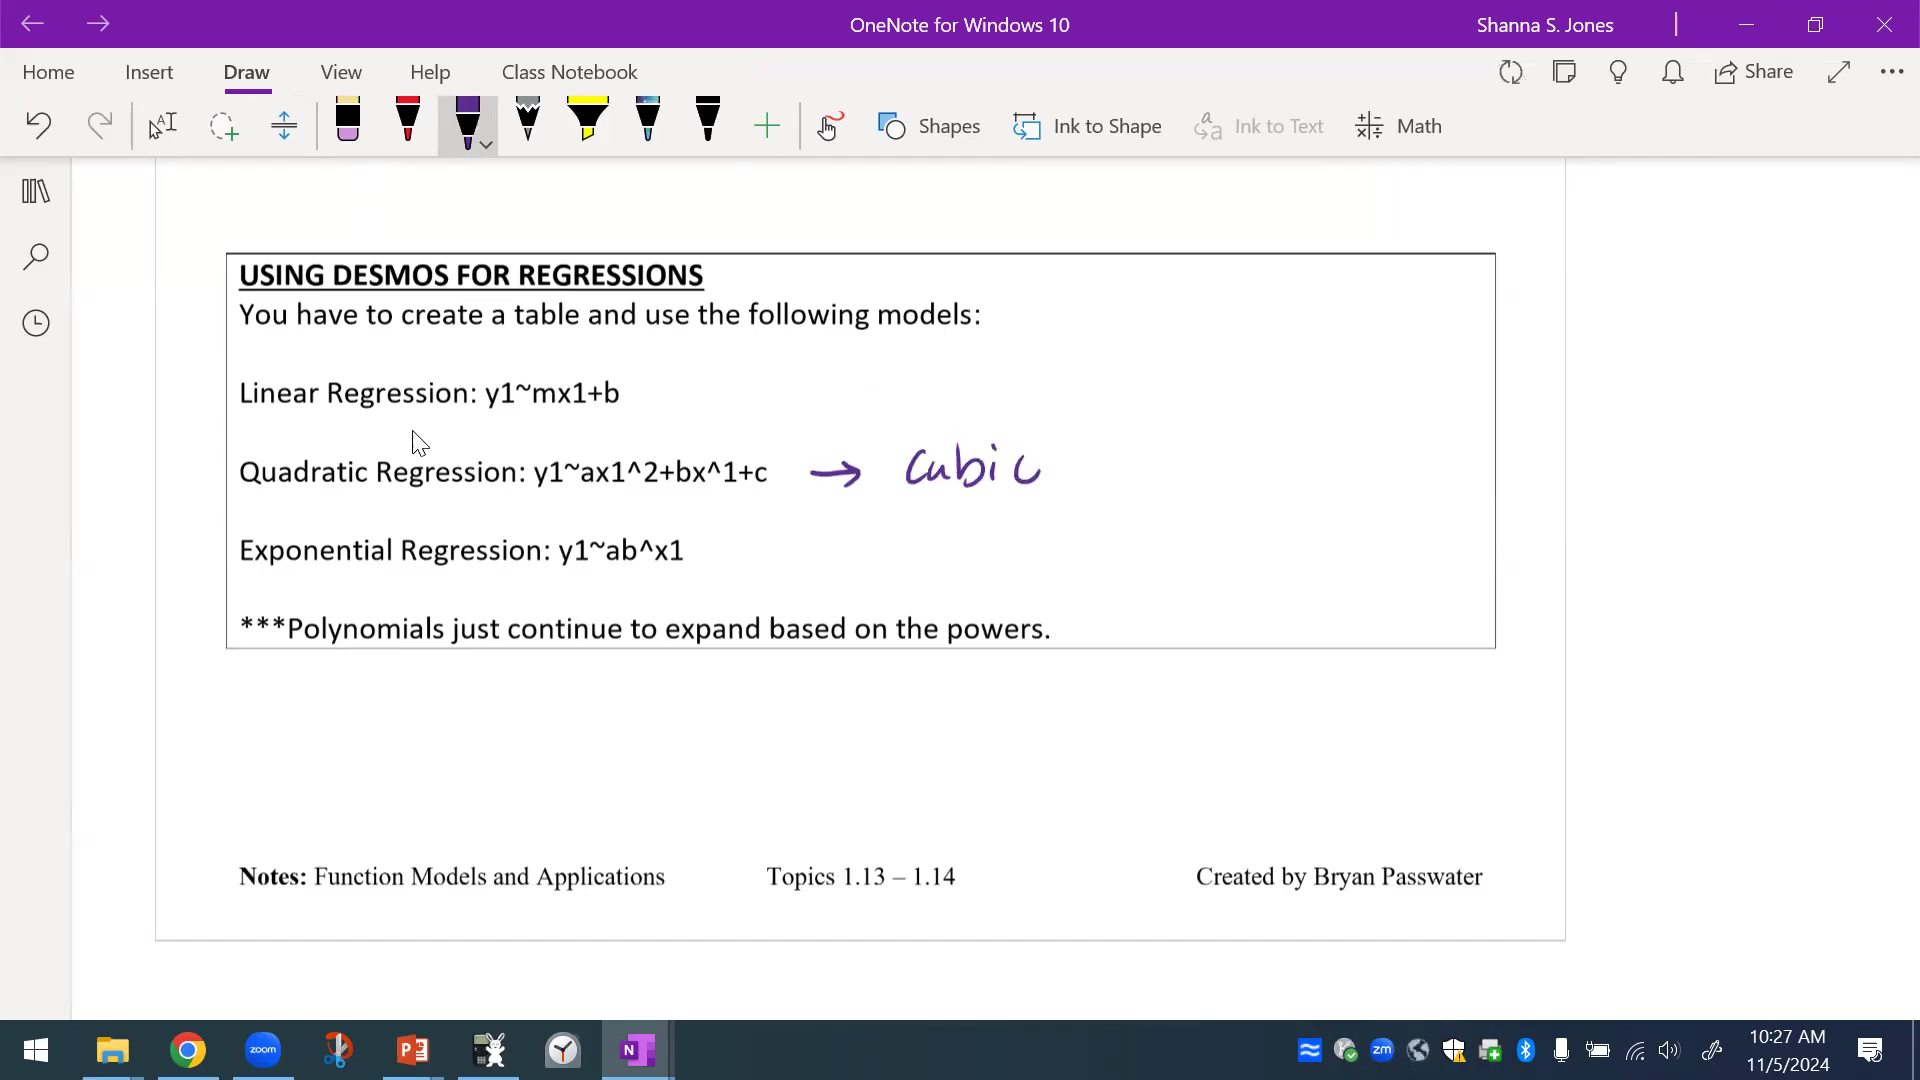 OneNote for Windows 10
Shanna S. Jones
Home Insert Draw View Help Class Notebook Share
Shapes Ink to Shape Ink to Text Math
USING DESMOS FOR REGRESSIONS
You have to create a table and use the following models:
Linear Regression: y1~mx1+b
Quadratic Regression: y1~ax1^2+bx^1+c → cubic
Exponential Regression: y1~ab^x1
***Polynomials just continue to expand based on the powers.
Notes: Function Models and Applications Topics 1.13 – 1.14 Created by Bryan Passwater
zoom
zm
10:27 AM
11/5/2024